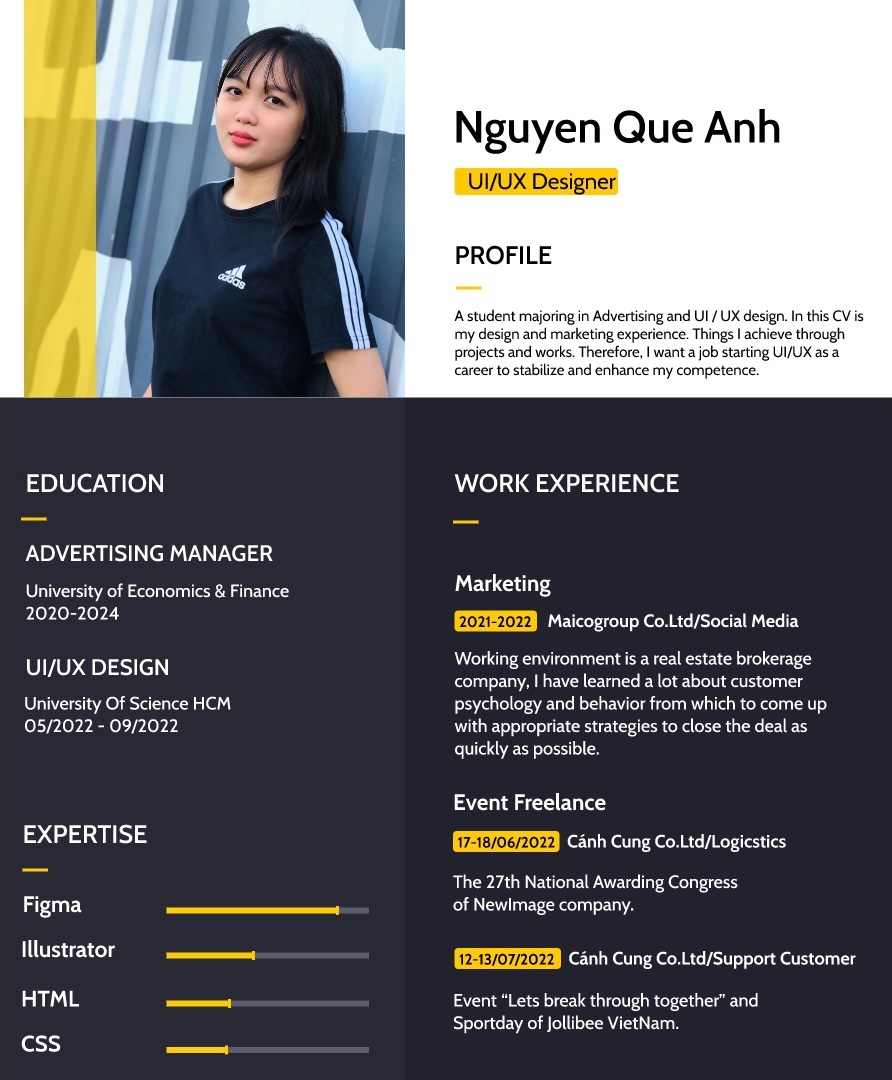 adidas
Nguyen Que Anh
UI/UX Designer
PROFILE
A student majoring in Advertising and UI / UX design. In this CV is
my design and marketing experience. Things I achieve through
projects and works. Therefore, I want a job starting UI/UX as a
career to stabilize and enhance my competence.
EDUCATION
ADVERTISING MANAGER
University of Economics & Finance
2020-2024
UI/UX DESIGN
University Of Science HCM
05/2022 - 09/2022
EXPERTISE
Figma
Illustrator
HTML
CSS
WORK EXPERIENCE
Marketing
2021-2022 Maicogroup Co.Ltd/Social Media
Working environment is a real estate brokerage
company, I have learned a lot about customer
psychology and behavior from which to come up
with appropriate strategies to close the deal as
quickly as possible.
Event Freelance
17-18/06/2022 Cánh Cung Co.Ltd/Logicstics
The 27th National Awarding Congress
of NewImage company.
12-13/07/2022 Cánh Cung Co.Ltd/Support Customer
Event “Lets break through together” and
Sportday of Jollibee VietNam.